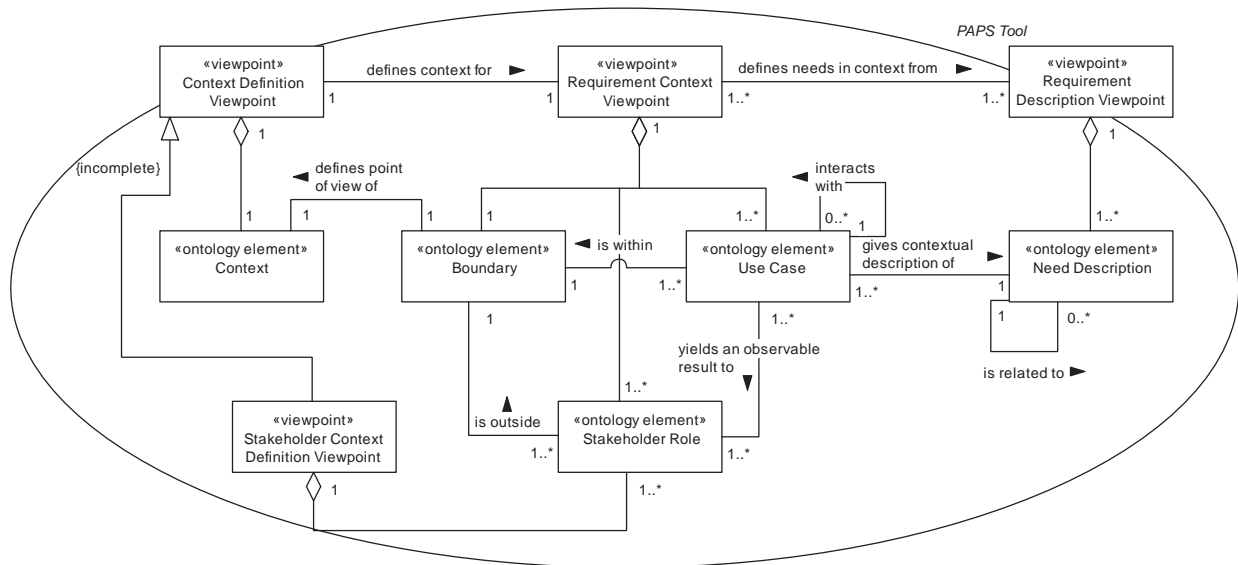 PAPS Tool
«viewpoint»
Context Definition
Viewpoint
defines context for
1
1
«viewpoint»
Requirement Context
Viewpoint
defines needs in context from
1..*
1..*
«viewpoint»
Requirement
Description Viewpoint
1
1
1
{incomplete}
defines point
of view of
interacts
with
1
1
1
1
1..*
0..*
1
1..*
«ontology element»
Context
«ontology element»
Boundary
is within
1
1..*
«ontology element»
Use Case
gives contextual
description of
1..*
1
«ontology element»
Need Description
1
1..*
1
0..*
yields an observable
result to
is related to
1..*
is outside
«viewpoint»
Stakeholder Context
Definition Viewpoint
«ontology element»
Stakeholder Role
1..*
1..*
1
1..*